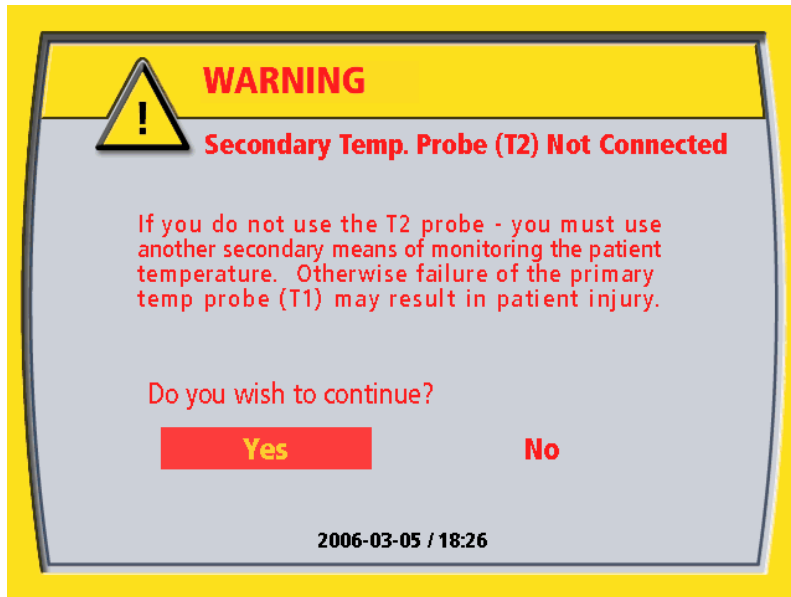 WARNING
!
Secondary Temp. Probe (T2) Not Connected
If you do not use the T2 probe - you must use
another secondary means of monitoring the patient
temperature. Otherwise failure of the primary
temp probe (T1) may result in patient injury.
Do you wish to continue?
Yes No
2006-03-05 / 18:26